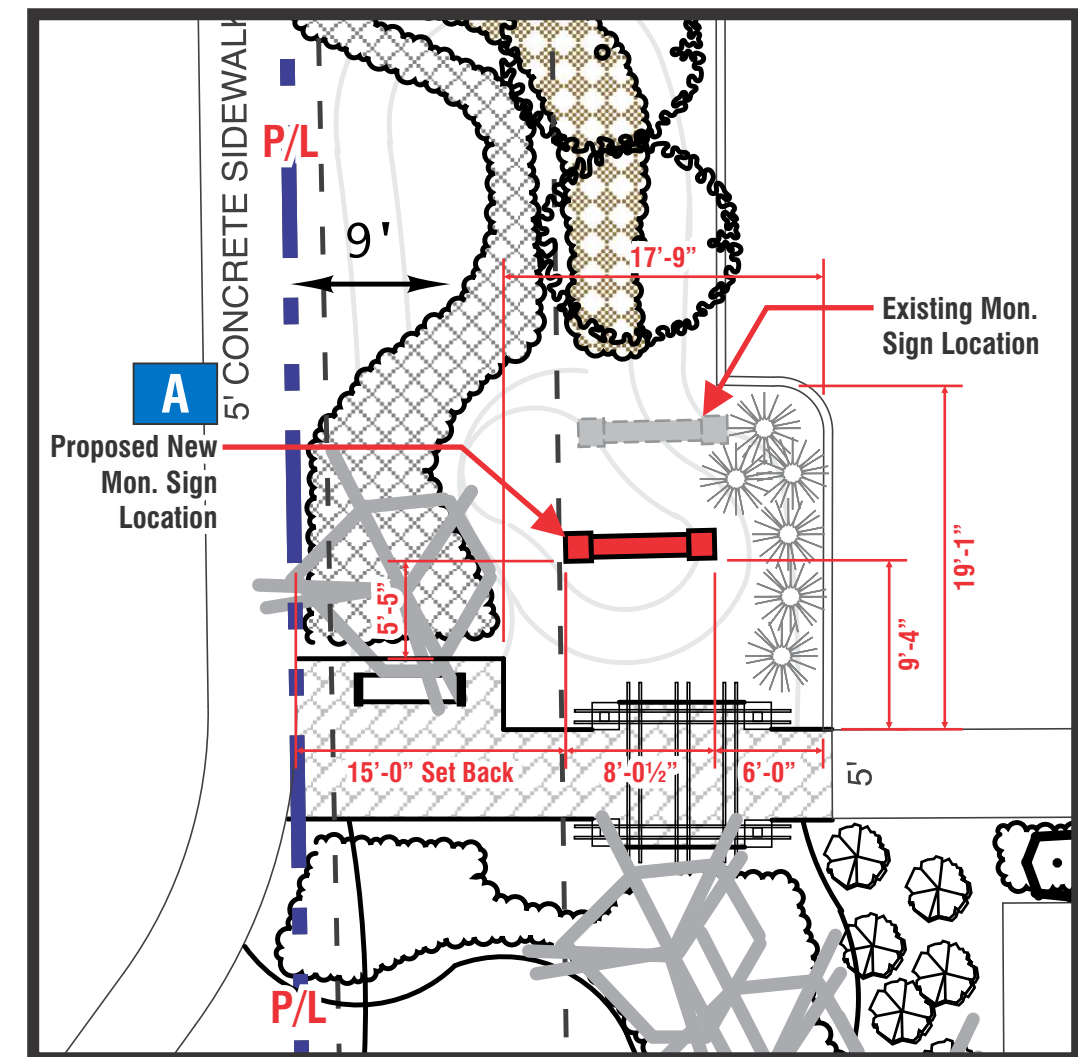 5' CONCRETE SIDEWALK
P/L
9'
17'-9"
Existing Mon.
Sign Location
A
Proposed New
Mon. Sign
Location
5'-5"
19'-1"
9'-4"
15'-0" Set Back
8'-0½"
6'-0"
5'
P/L